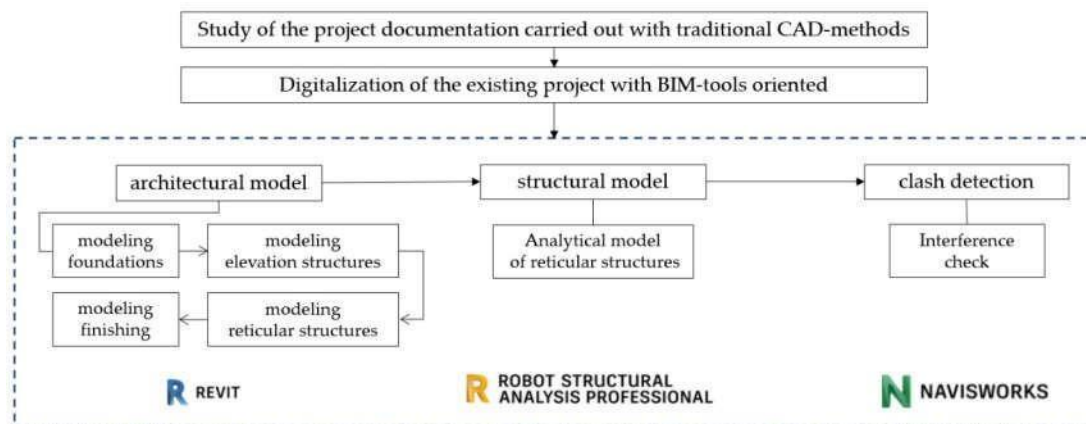 Study of the project documentation carried out with traditional CAD-methods
Digitalization of the existing project with BIM-tools oriented
architectural model
structural model
clash detection
modeling
foundations
modeling
elevation structures
modeling
finishing
modeling
reticular structures
Analytical model
of reticular structures
Interference
check
R REVIT
R ROBOT STRUCTURAL
ANALYSIS PROFESSIONAL
N NAVISWORKS